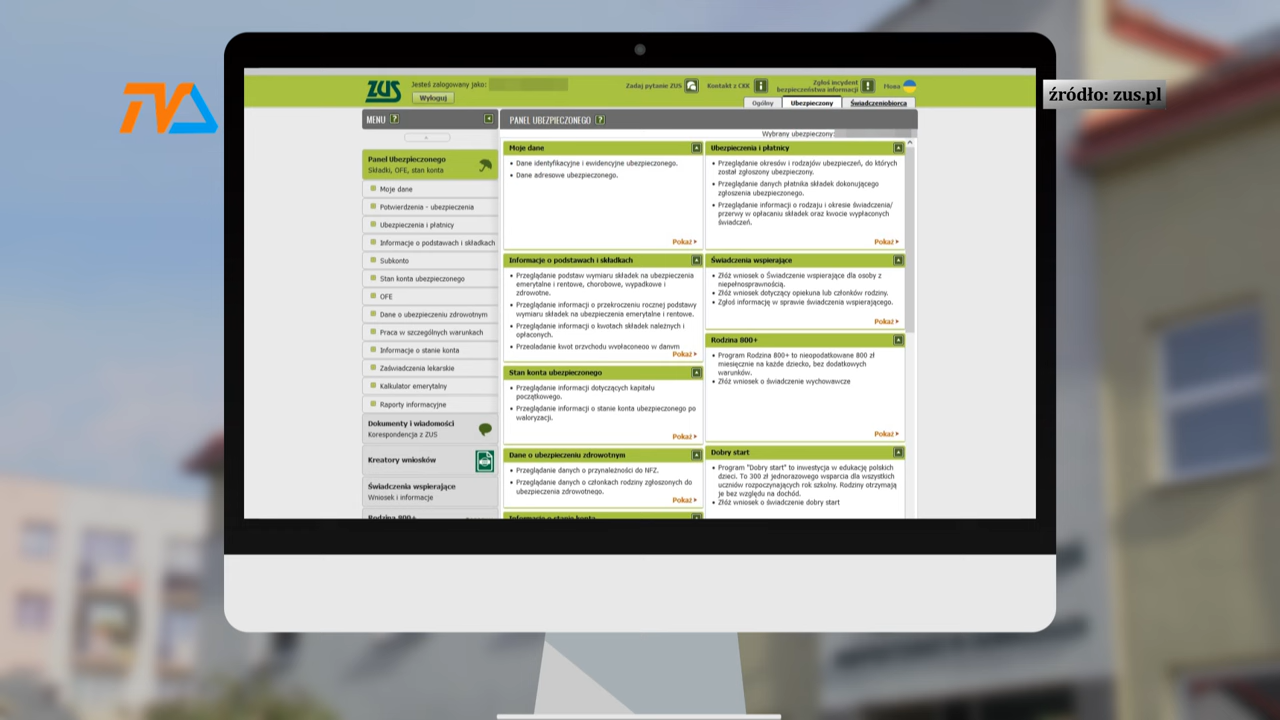 TVA
źródło: zus.pl
ZUS
Jesteś zalogowany jako:
Wyloguj
Zadaj pytanie ZUS
Kontakt z CKK
Zgłoś incydent
bezpieczeństwa informacji
Мова
Ogólny
Ubezpieczony
Świadczeniobiorca
MENU
PANEL UBEZPIECZONEGO
Wybrany ubezpieczony:
Panel Ubezpieczonego
Składki, OFE, stan konta
Moje dane
Potwierdzenia - ubezpieczenia
Ubezpieczenia i płatnicy
Informacje o podstawach i składkach
Subkonto
Stan konta ubezpieczonego
OFE
Dane o ubezpieczeniu zdrowotnym
Praca w szczególnych warunkach
Informacje o stanie konta
Zaświadczenia lekarskie
Kalkulator emerytalny
Raporty informacyjne
Dokumenty i wiadomości
Korespondencja z ZUS
Kreatory wniosków
Świadczenia wspierające
Wniosek i informacje
Rodzina 800+
Moje dane
• Dane identyfikacyjne i ewidencyjne ubezpieczonego.
• Dane adresowe ubezpieczonego.
Pokaż
Informacje o podstawach i składkach
• Przeglądanie podstaw wymiaru składek na ubezpieczenia
emerytalne i rentowe, chorobowe, wypadkowe i
zdrowotne.
• Przeglądanie informacji o przekroczeniu rocznej podstawy
wymiaru składek na ubezpieczenia emerytalne i rentowe.
• Przeglądanie informacji o kwotach składek należnych i
opłaconych.
• Przeglądanie kwot przychodu wypłaconego w danym
Pokaż
Stan konta ubezpieczonego
• Przeglądanie informacji dotyczących kapitału
początkowego.
• Przeglądanie informacji o stanie konta ubezpieczonego po
waloryzacji.
Pokaż
Dane o ubezpieczeniu zdrowotnym
• Przeglądanie danych o przynależności do NFZ.
• Przeglądanie danych o członkach rodziny zgłoszonych do
ubezpieczenia zdrowotnego.
Pokaż
Informacje o stanie konta
Ubezpieczenia i płatnicy
• Przeglądanie okresów i rodzajów ubezpieczeń, do których
został zgłoszony ubezpieczony.
• Przeglądanie danych płatnika składek dokonującego
zgłoszenia ubezpieczonego.
• Przeglądanie informacji o rodzaju i okresie świadczenia/
przerwy w opłacaniu składek oraz kwocie wypłaconych
świadczeń.
Pokaż
Świadczenia wspierające
• Złóż wniosek o Świadczenie wspierające dla osoby z
niepełnosprawnością.
• Złóż wniosek dotyczący opiekuna lub członków rodziny.
• Zgłoś informację w sprawie świadczenia wspierającego.
Pokaż
Rodzina 800+
• Program Rodzina 800+ to nieopodatkowane 800 zł
miesięcznie na każde dziecko, bez dodatkowych
warunków.
• Złóż wniosek o świadczenie wychowawcze
Pokaż
Dobry start
• Program "Dobry start" to inwestycja w edukację polskich
dzieci. To 300 zł jednorazowego wsparcia dla wszystkich
uczniów rozpoczynających rok szkolny. Rodziny otrzymają
je bez względu na dochód.
• Złóż wniosek o świadczenie dobry start